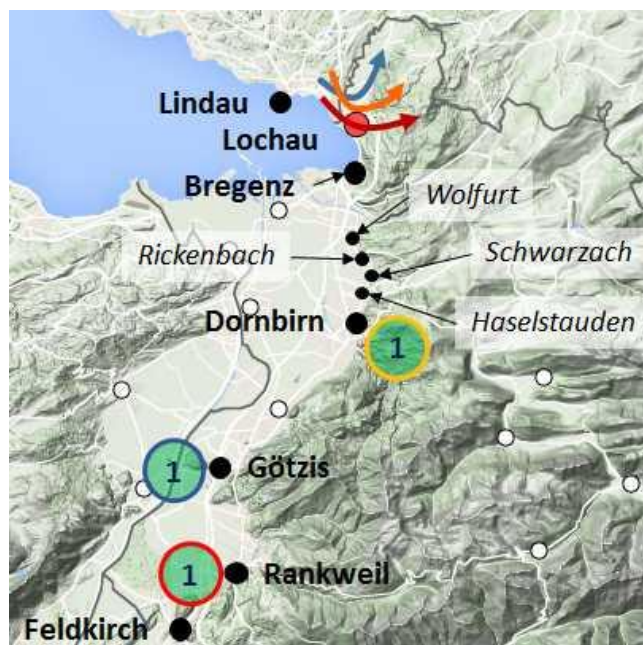 Lindau
Lochau
Bregenz
Wolfurt
Rickenbach
Schwarzach
Dornbirn
Haselstauden
1
1
Götzis
1
Rankweil
Feldkirch